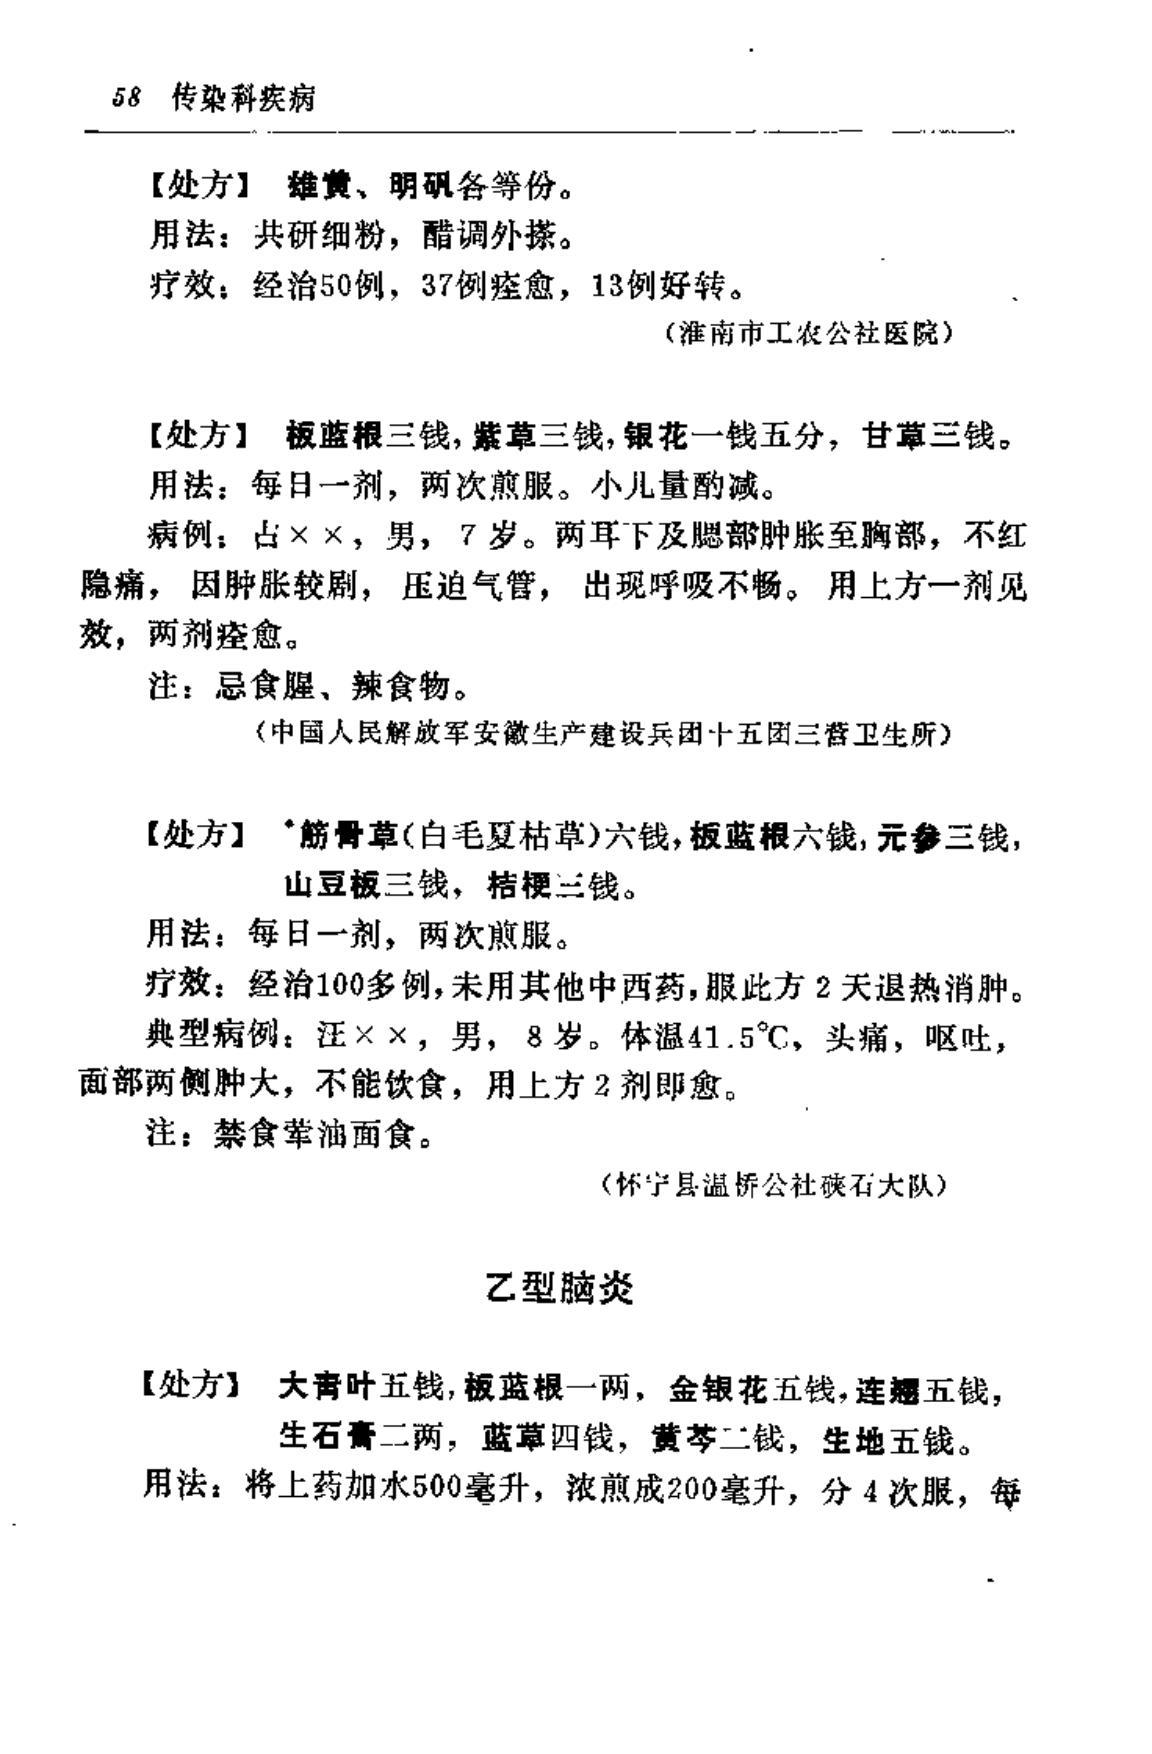 58 传染科疾病
【处方】 雄黄、明矾各等份。
用法：共研细粉，醋调外搽。
疗效：经治50例，37例痊愈，13例好转。
（淮南市工农公社医院）
【处方】 板蓝根三钱，紫草三钱，银花一钱五分，甘草三钱。
用法：每日一剂，两次煎服。小儿量酌减。
病例：占××，男，7岁。两耳下及腮部肿胀至胸部，不红
隐痛，因肿胀较剧，压迫气管，出现呼吸不畅。用上方一剂见
效，两剂痊愈。
注：忌食腥、辣食物。
（中国人民解放军安徽生产建设兵团十五团三营卫生所）
【处方】 *筋骨草（白毛夏枯草）六钱，板蓝根六钱，元参三钱，
山豆板三钱，桔梗三钱。
用法：每日一剂，两次煎服。
疗效：经治100多例，未用其他中西药，服此方2天退热消肿。
典型病例：汪××，男，8岁。体温41.5℃，头痛，呕吐，
面部两侧肿大，不能饮食，用上方2剂即愈。
注：禁食荤油面食。
（怀宁县温桥公社硖石大队）
乙型脑炎
【处方】 大青叶五钱，板蓝根一两，金银花五钱，连翘五钱，
生石膏二两，蓝草四钱，黄芩二钱，生地五钱。
用法：将上药加水500毫升，浓煎成200毫升，分4次服，每